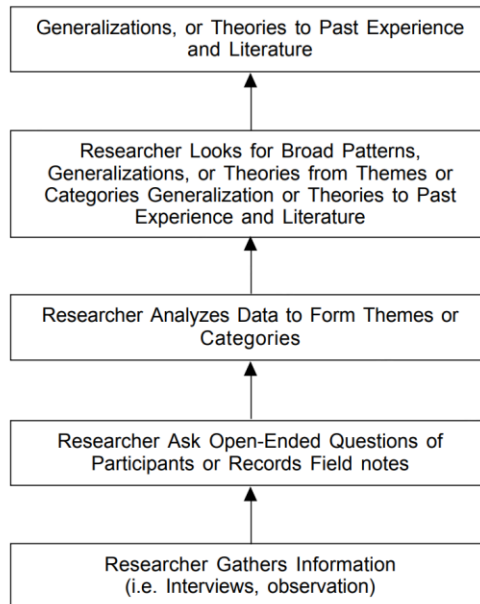 Generalizations, or Theories to Past Experience
and Literature
Researcher Looks for Broad Patterns,
Generalizations, or Theories from Themes or
Categories Generalization or Theories to Past
Experience and Literature
Researcher Analyzes Data to Form Themes or
Categories
Researcher Ask Open-Ended Questions of
Participants or Records Field notes
Researcher Gathers Information
(i.e. Interviews, observation)